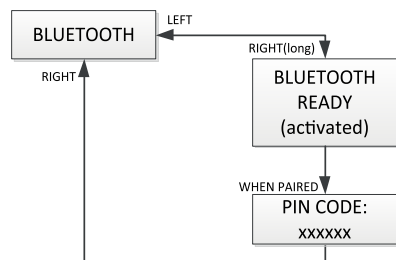 LEFT
BLUETOOTH
RIGHT(long)
RIGHT
BLUETOOTH
READY
(activated)
WHEN PAIRED
PIN CODE:
xxxxxx